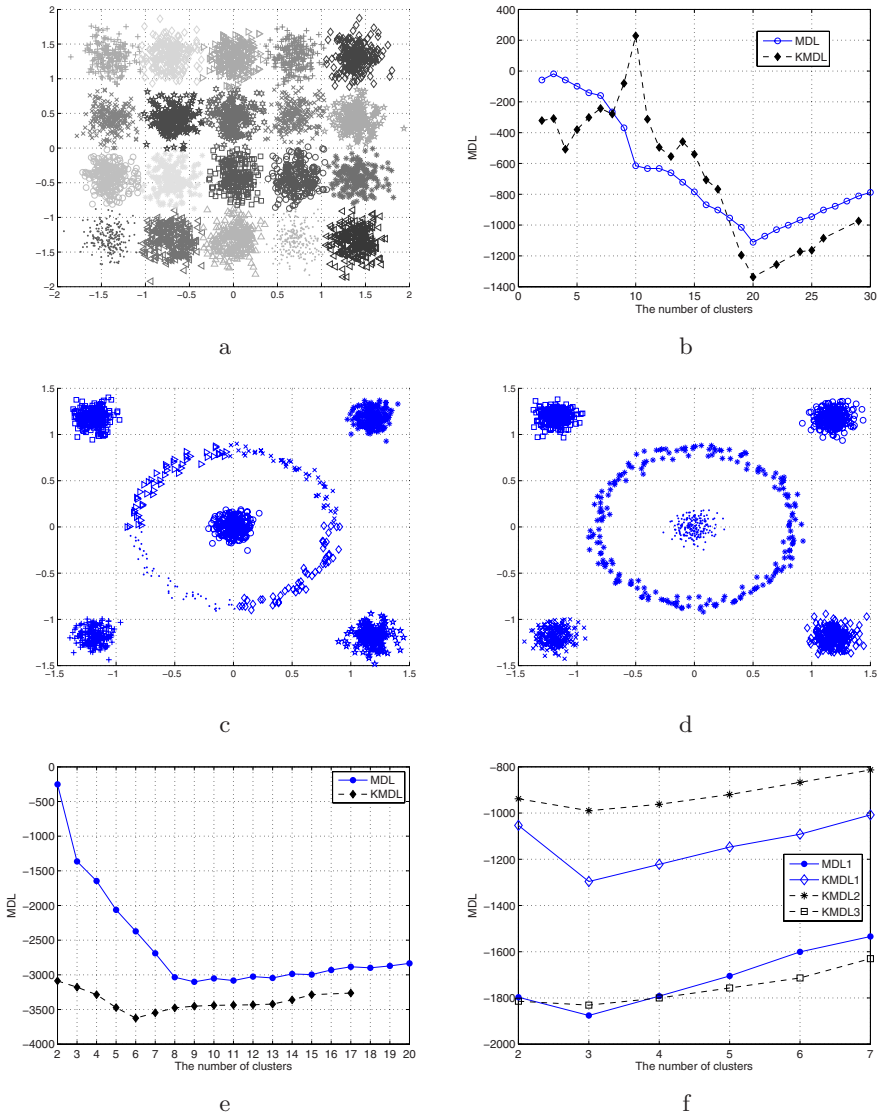 2
1.5
1
0.5
0
−0.5
−1
−1.5
−2
−2 −1.5 −1 −0.5 0 0.5 1 1.5 2
a
400
200
0
−200
−400
−600
−800
−1000
−1200
−1400
MDL
MDL
KMDL
0 5 10 15 20 25 30
The number of clusters
b
1.5
1
0.5
0
−0.5
−1
−1.5
−1.5 −1 −0.5 0 0.5 1 1.5
c
1.5
1
0.5
0
−0.5
−1
−1.5
−1.5 −1 −0.5 0 0.5 1 1.5
d
0
−500
−1000
−1500
−2000
−2500
−3000
−3500
−4000
MDL
MDL
KMDL
2 3 4 5 6 7 8 9 10 11 12 13 14 15 16 17 18 19 20
The number of clusters
e
−800
−1000
−1200
−1400
−1600
−1800
−2000
MDL
MDL1
KMDL1
KMDL2
KMDL3
2 3 4 5 6 7
The number of clusters
f